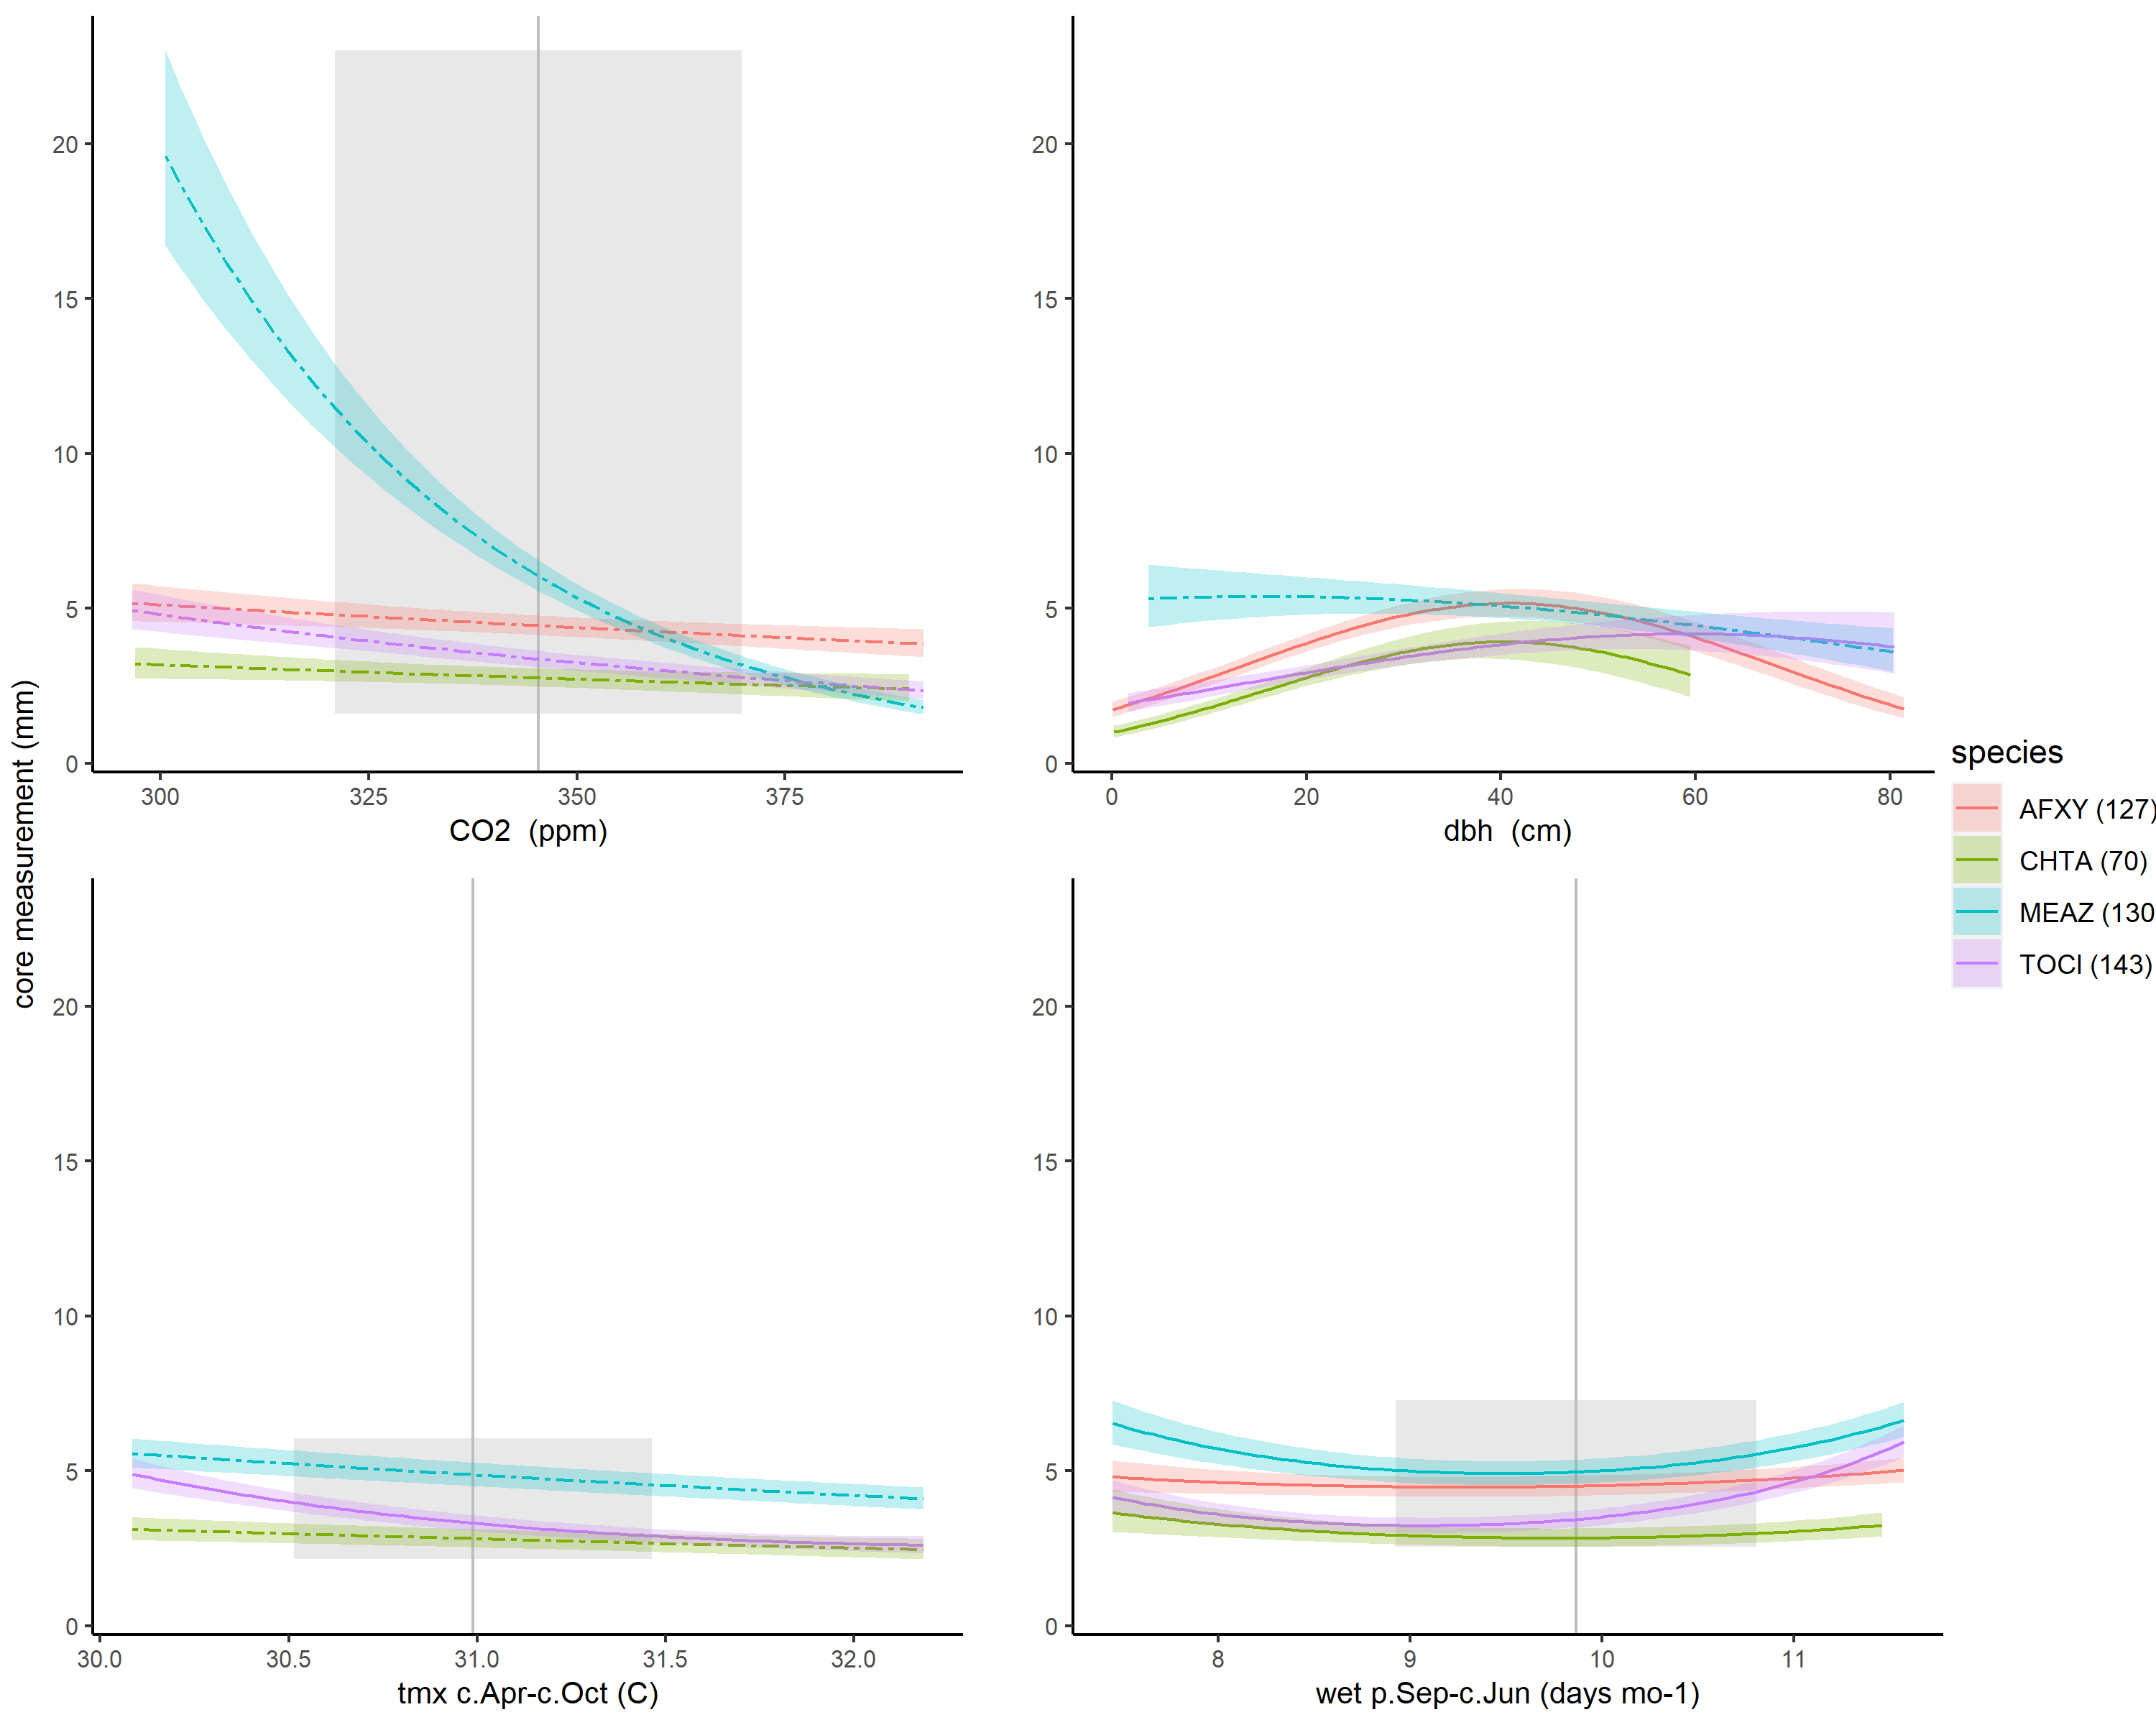 core measurement (mm)
20
15
10
5
0
300 325 350 375
CO2 (ppm)
20
15
10
5
0
0 20 40 60 80
dbh (cm)
20
15
10
5
0
30.0 30.5 31.0 31.5 32.0
tmx c.Apr-c.Oct (C)
20
15
10
5
0
8 9 10 11
wet p.Sep-c.Jun (days mo-1)
species
AFXY (127)
CHTA (70)
MEAZ (130
TOCI (143)